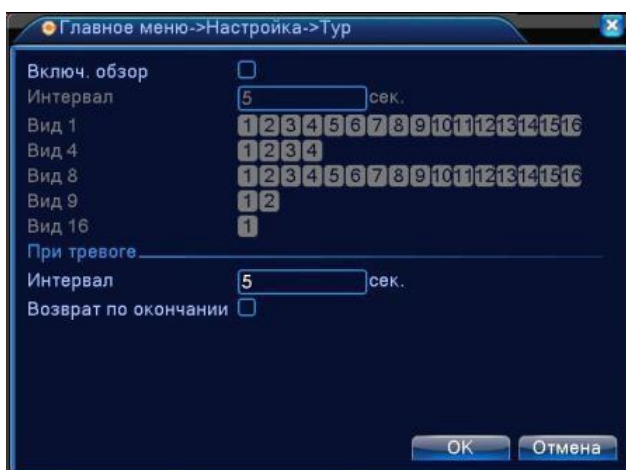 Главное меню->Настройка->Тур
Включ. обзор
Интервал 5 сек.
Вид 1 1 2 3 4 5 6 7 8 9 10 11 12 13 14 15 16
Вид 4 1 2 3 4
Вид 8 1 2 3 4 5 6 7 8 9 10 11 12 13 14 15 16
Вид 9 1 2
Вид 16 1
При тревоге
Интервал 5 сек.
Возврат по окончании
OK Отмена